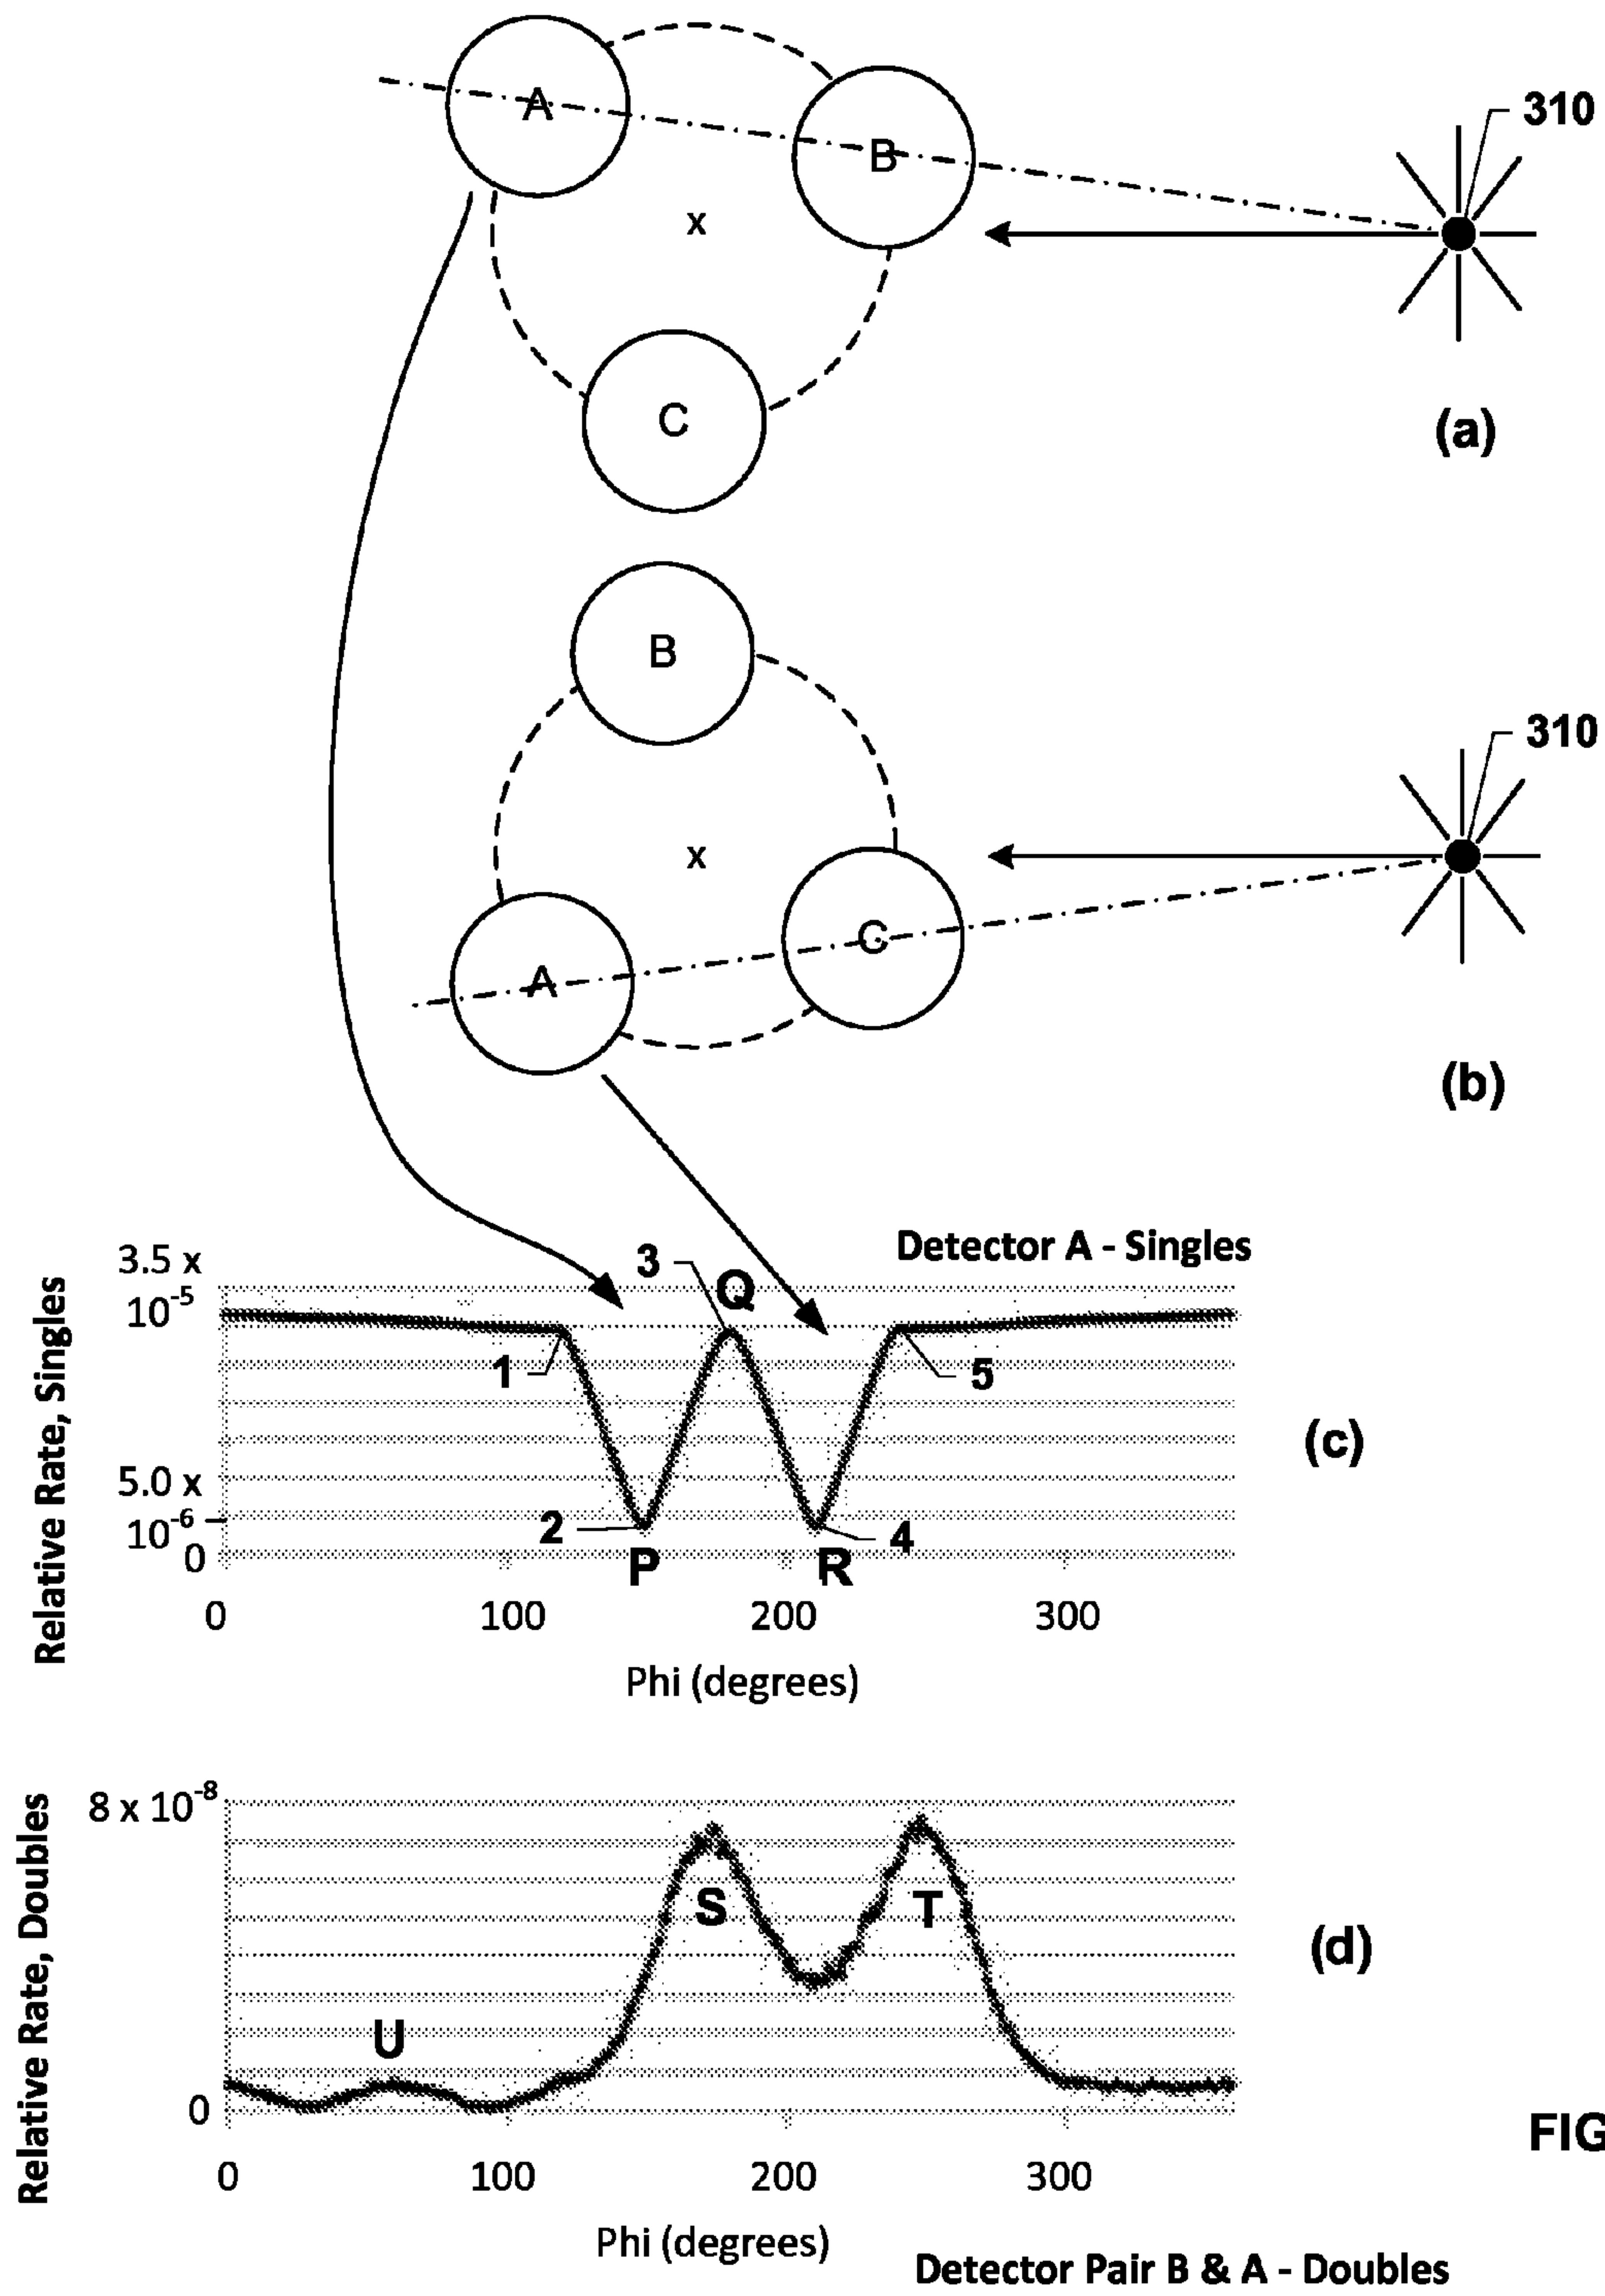 A
B
x
C
310
(a)
B
x
A
C
310
(b)
Detector A - Singles
Relative Rate, Singles
3.5 x
10-5
5.0 x
10-6
0
1
2
3
4
5
P
Q
R
(c)
0 100 200 300
Phi (degrees)
Relative Rate, Doubles
8 x 10-8
0
S
T
U
(d)
0 100 200 300
Phi (degrees)
FIG
Detector Pair B & A - Doubles